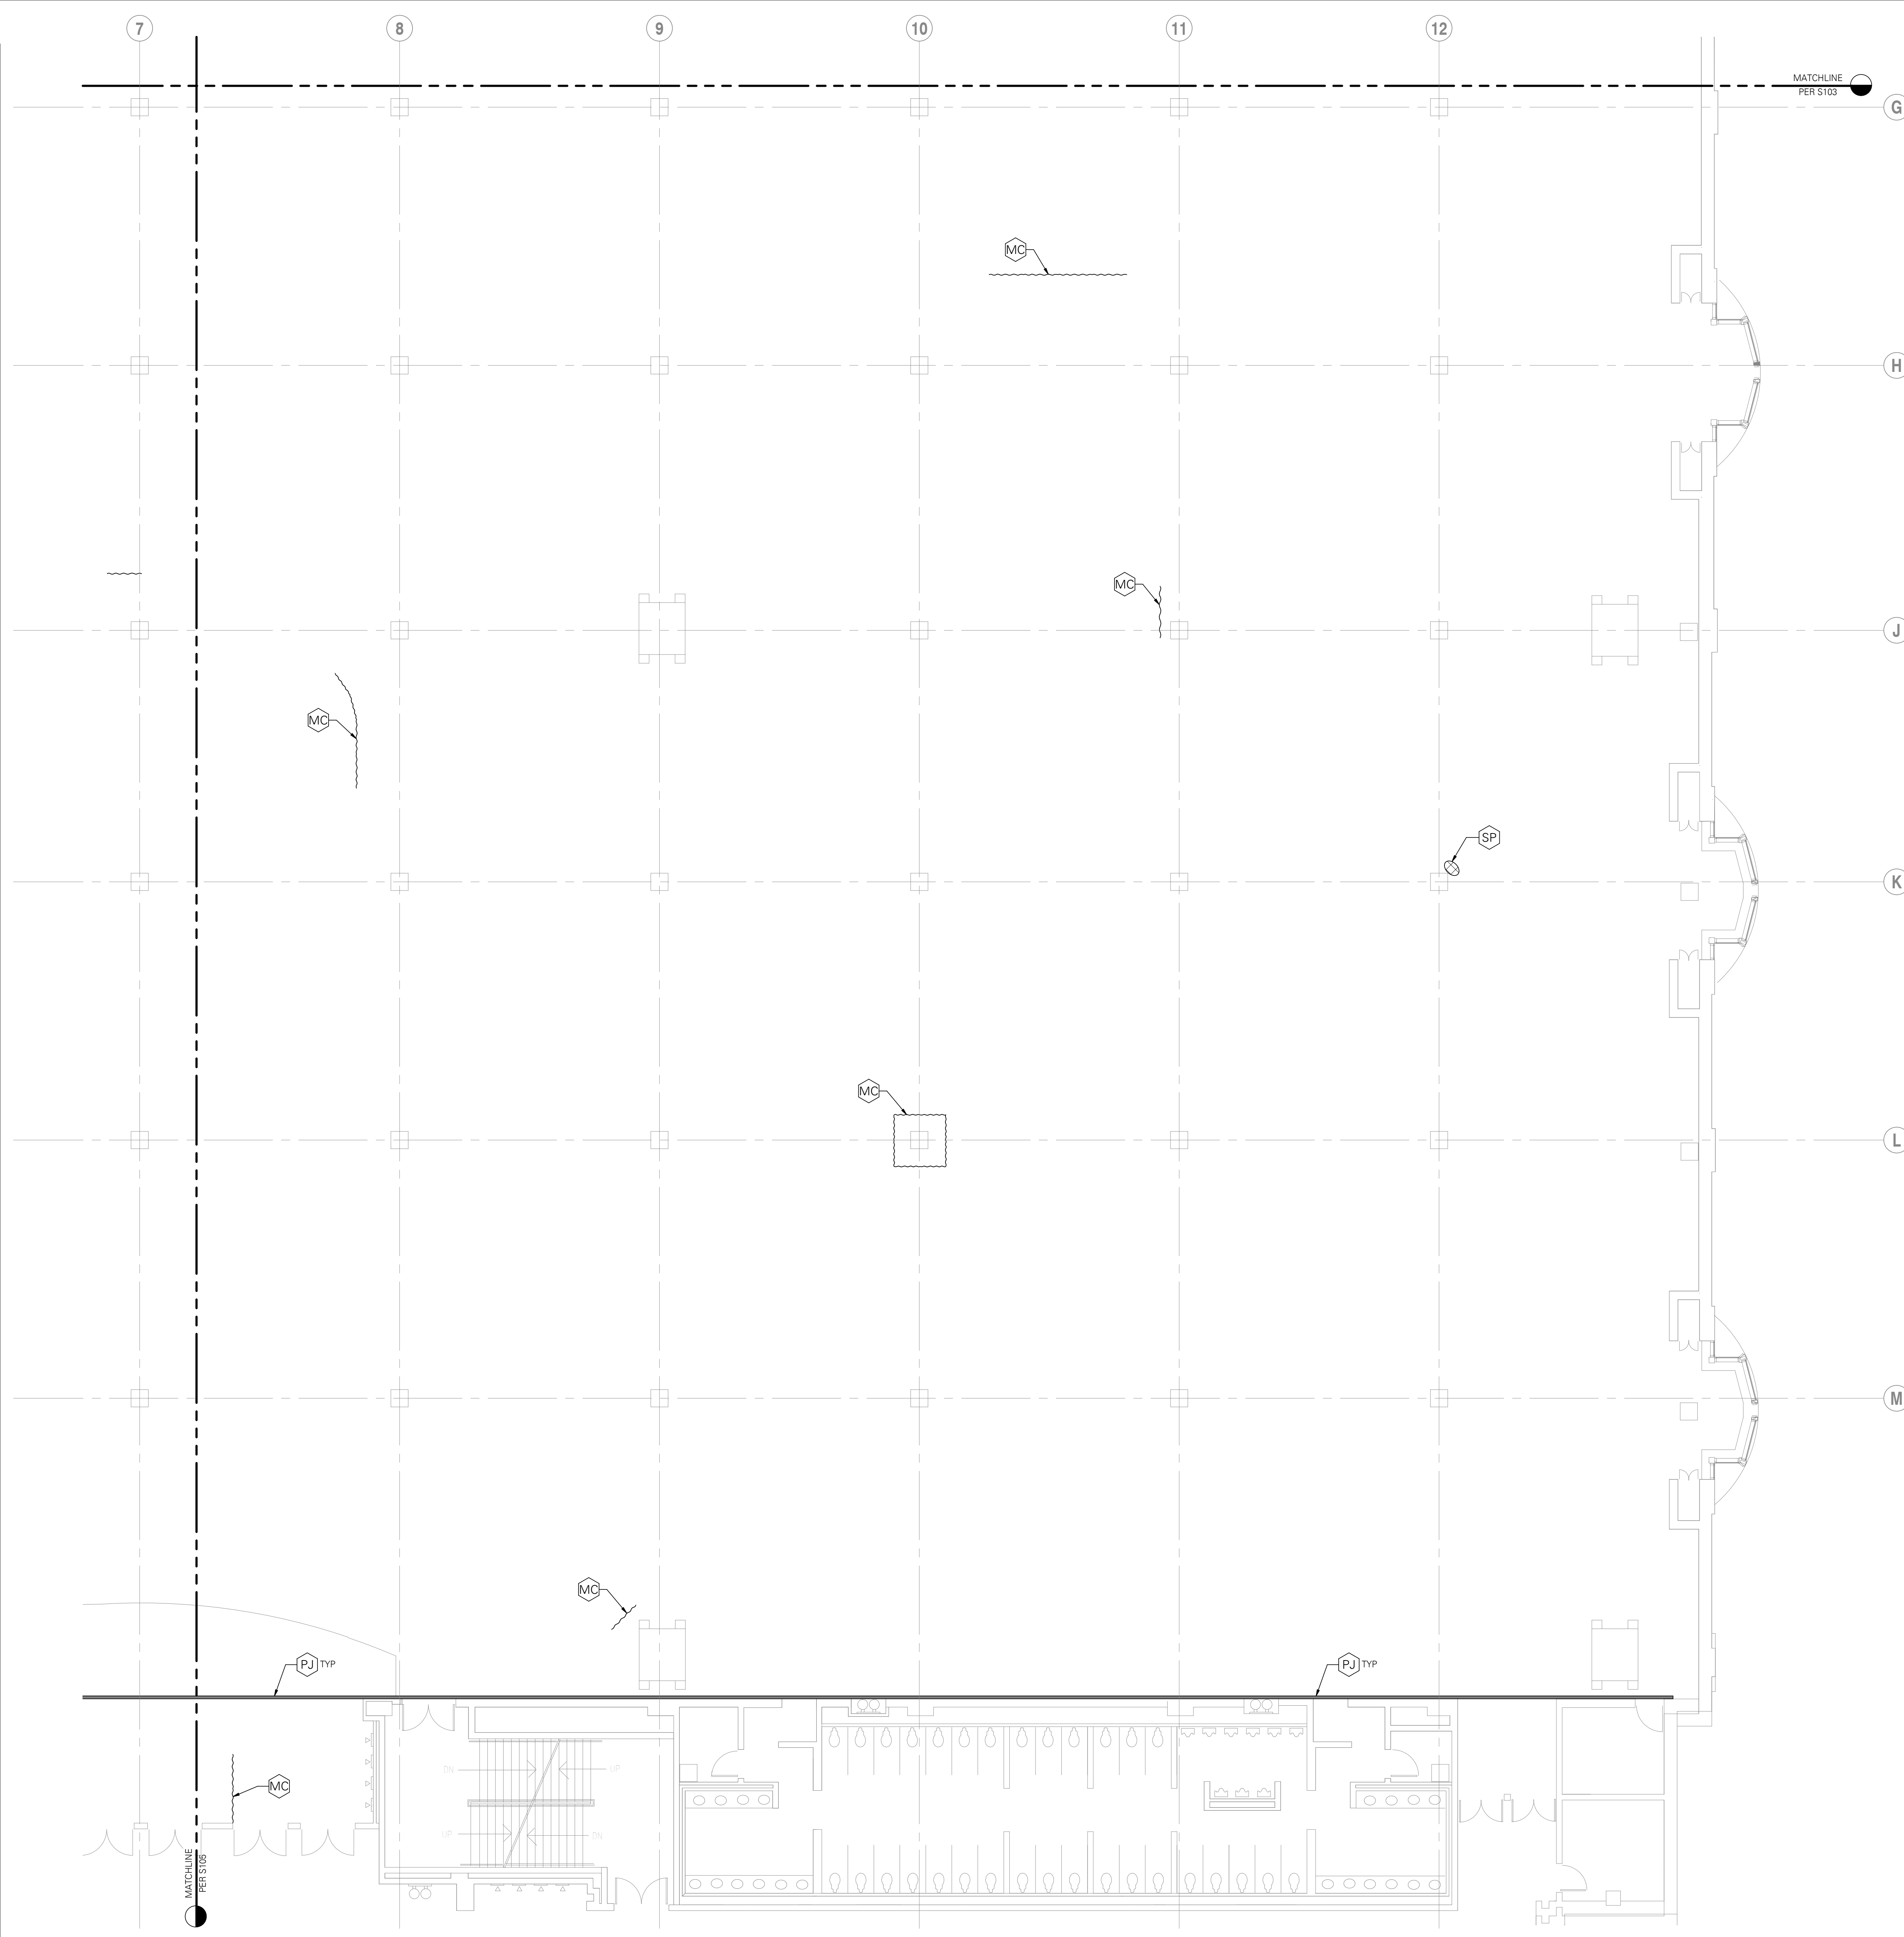 7
8
9
10
11
12
MATCHLINE
PER S103
G
MC
H
MC
J
MC
SP
K
MC
L
M
MC
PJ TYP
PJ TYP
DN
UP
MC
UP
DN
MATCHLINE
PER S105